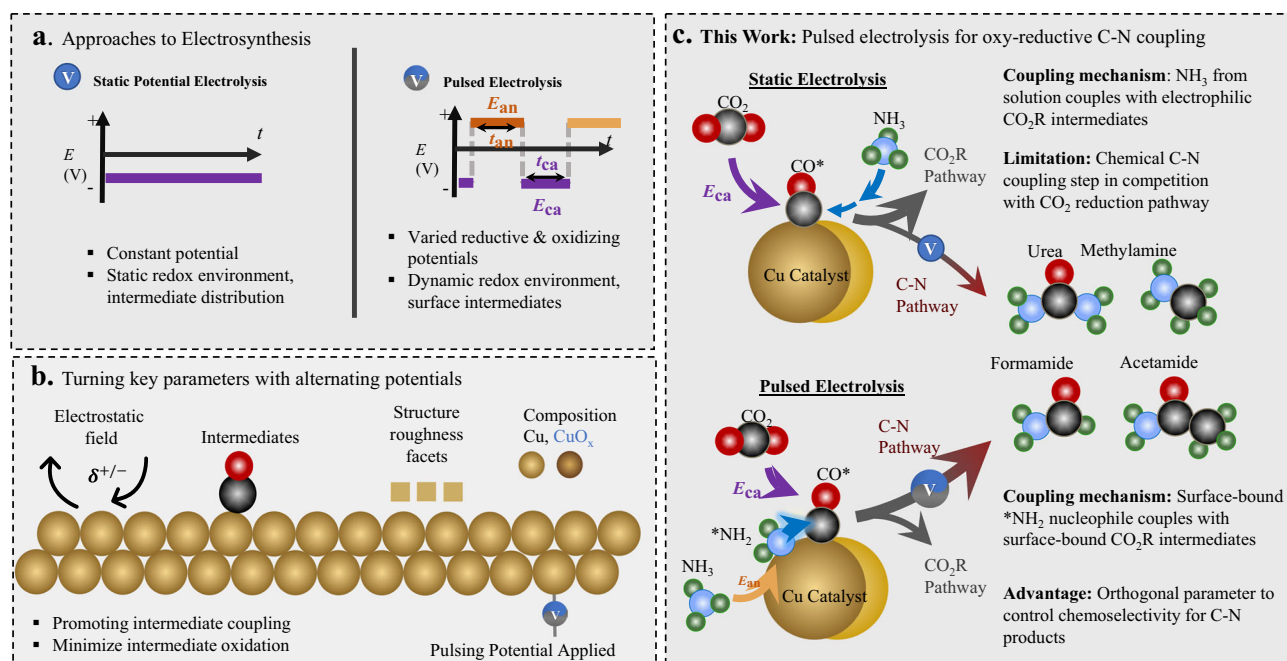 a. Approaches to Electrosynthesis
V Static Potential Electrolysis
+
t
E
(V)
-
▪ Constant potential
▪ Static redox environment,
intermediate distribution
V Pulsed Electrolysis
E_an
+
t_an
t
E
(V)
t_ca
-
E_ca
▪ Varied reductive & oxidizing
potentials
▪ Dynamic redox environment,
surface intermediates
b. Turning key parameters with alternating potentials
Electrostatic
field
δ+/−
Intermediates
Structure
roughness
facets
Composition
Cu, CuOx
V
▪ Promoting intermediate coupling
▪ Minimize intermediate oxidation
Pulsing Potential Applied
c. This Work: Pulsed electrolysis for oxy-reductive C-N coupling
Static Electrolysis
CO2
NH3
CO*
E_ca
CO2R
Pathway
Cu Catalyst
V
C-N
Pathway
Coupling mechanism: NH3 from
solution couples with electrophilic
CO2R intermediates
Limitation: Chemical C-N
coupling step in competition
with CO2 reduction pathway
Urea
Methylamine
Formamide
Acetamide
Pulsed Electrolysis
CO2
CO*
E_ca
C-N
Pathway
V
*NH2
NH3
E_an
Cu Catalyst
CO2R
Pathway
Coupling mechanism: Surface-bound
*NH2 nucleophile couples with
surface-bound CO2R intermediates
Advantage: Orthogonal parameter to
control chemoselectivity for C-N
products